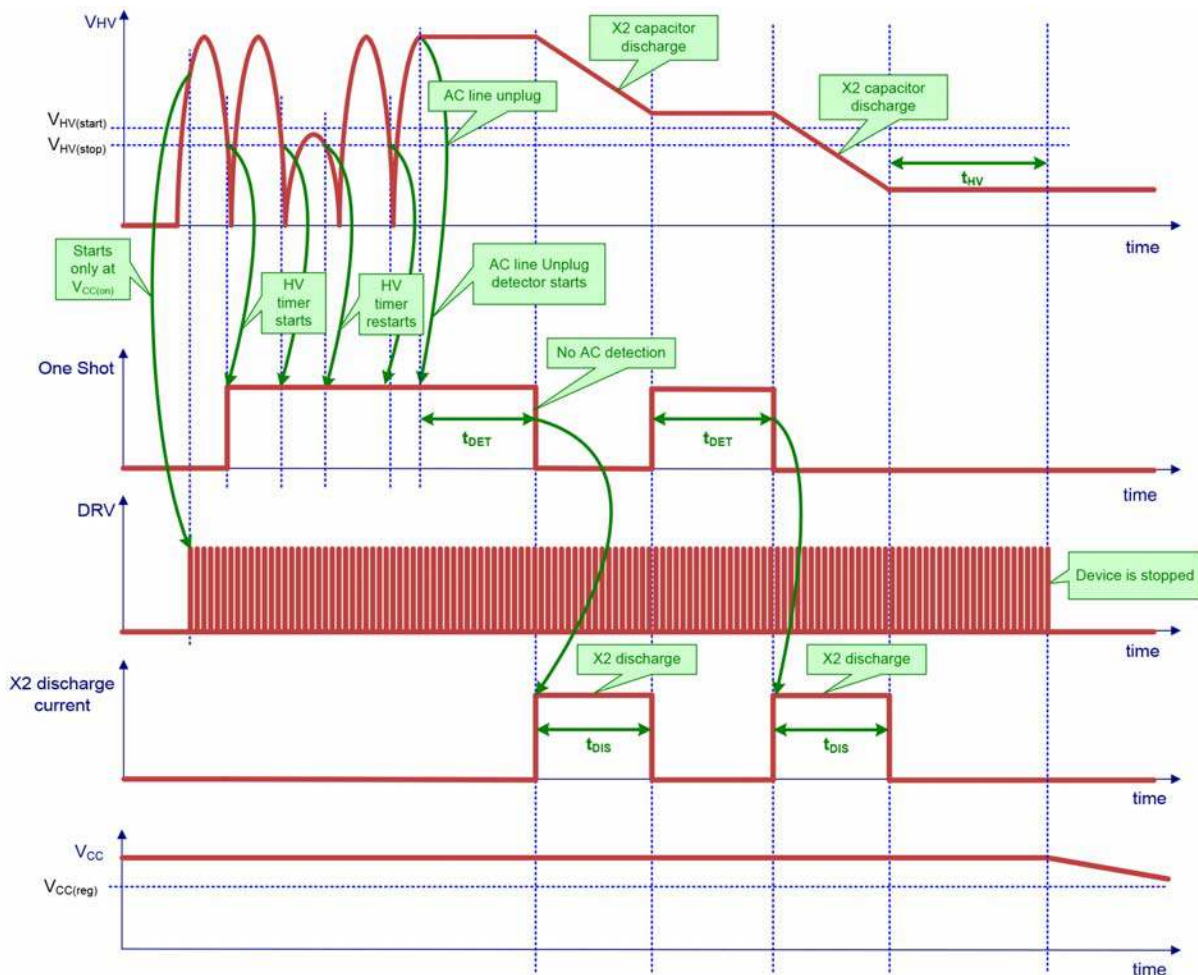 VHV
X2 capacitor
discharge
X2 capacitor
discharge
AC line unplug
VHV(start)
VHV(stop)
tHV
time
Starts
only at
VCC(on)
HV
timer
starts
HV
timer
restarts
AC line Unplug
detector starts
No AC detection
One Shot
tDET
tDET
time
DRV
Device is stopped
time
X2 discharge
X2 discharge
X2 discharge
current
tDIS
tDIS
time
VCC
VCC(reg)
time